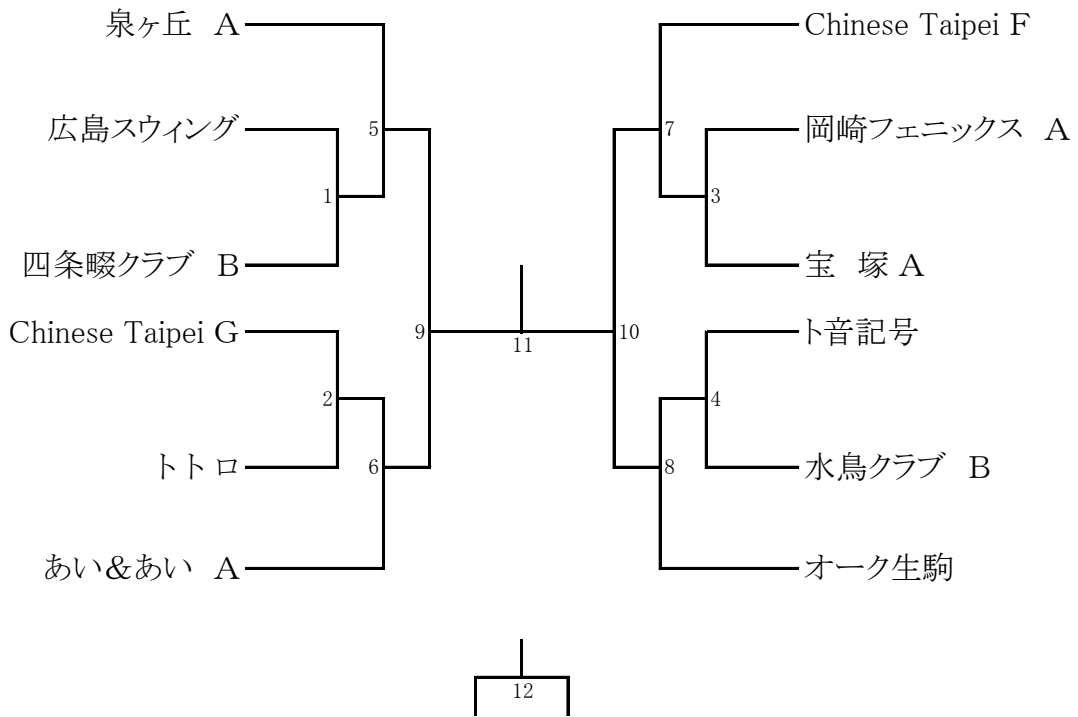 泉ヶ丘 A
Chinese Taipei F
広島スウィング
5
7
岡崎フェニックス A
1
3
四条畷クラブ B
宝 塚 A
Chinese Taipei G
9
11
10
ト音記号
2
4
トトロ
6
8
水鳥クラブ B
あい&あい A
オーク生駒
12